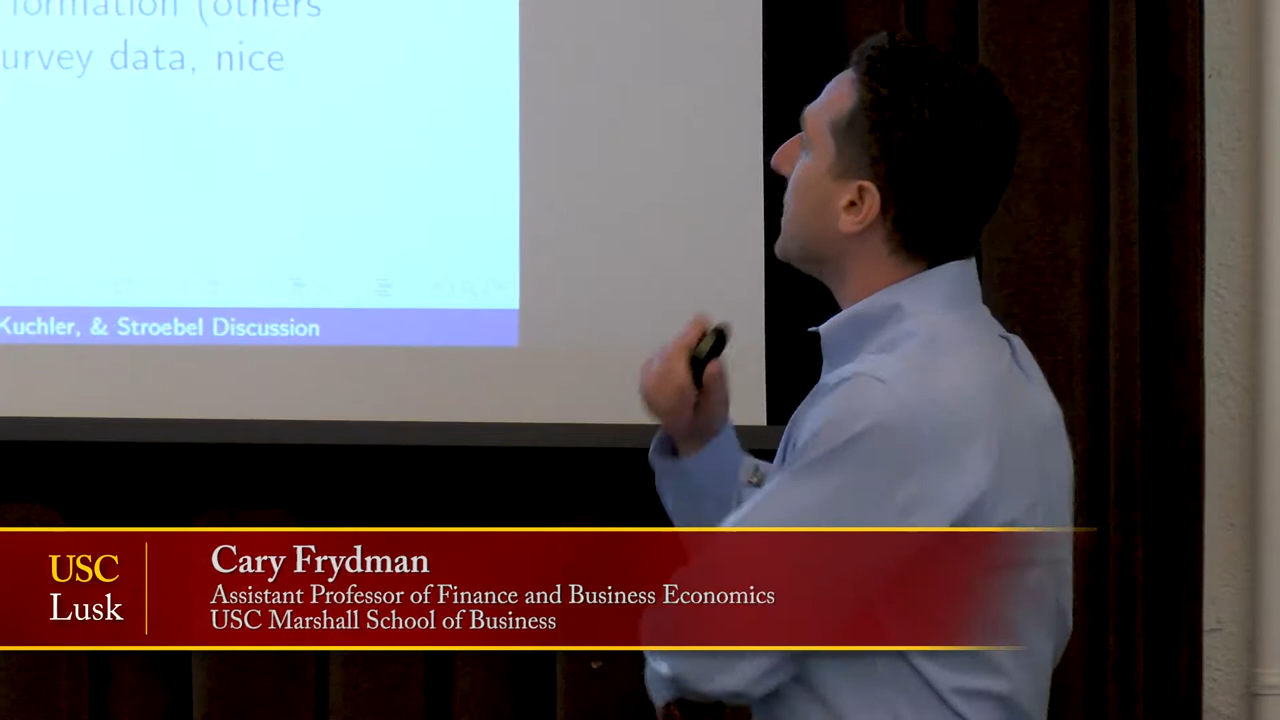 formation (others
urvey data, nice
Kuchler, & Stroebel Discussion
USC
Lusk
Cary Frydman
Assistant Professor of Finance and Business Economics
USC Marshall School of Business